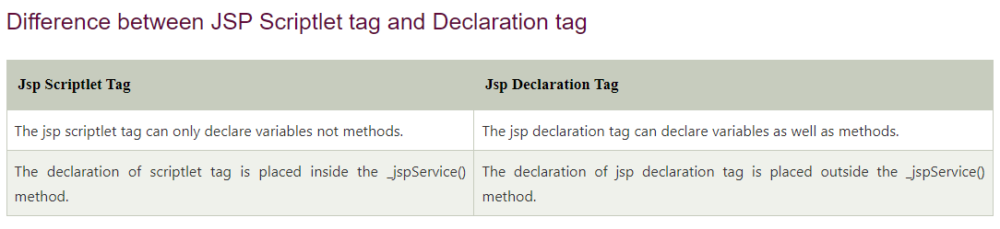 Difference between JSP Scriptlet tag and Declaration tag
Jsp Scriptlet Tag
Jsp Declaration Tag
The jsp scriptlet tag can only declare variables not methods.
The jsp declaration tag can declare variables as well as methods.
The declaration of scriptlet tag is placed inside the _jspService()
method.
The declaration of jsp declaration tag is placed outside the _jspService()
method.